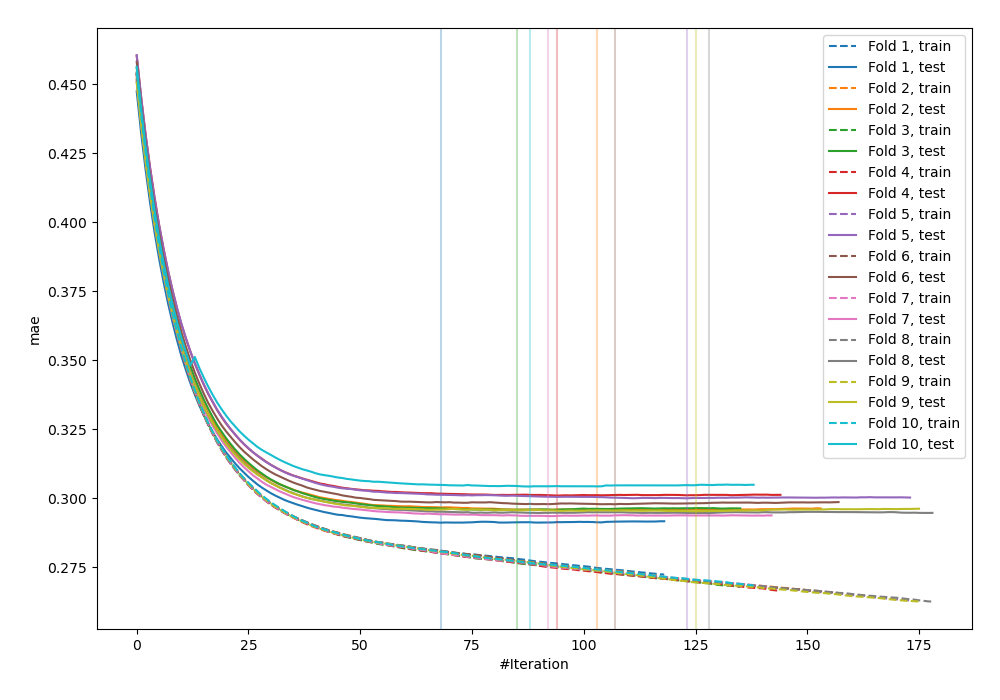 0.450
0.425
0.400
0.375
0.350
0.325
0.300
0.275
mae
0
25
50
75
100
125
150
175
#Iteration
Fold 1, train
Fold 1, test
Fold 2, train
Fold 2, test
Fold 3, train
Fold 3, test
Fold 4, train
Fold 4, test
Fold 5, train
Fold 5, test
Fold 6, train
Fold 6, test
Fold 7, train
Fold 7, test
Fold 8, train
Fold 8, test
Fold 9, train
Fold 9, test
Fold 10, train
Fold 10, test